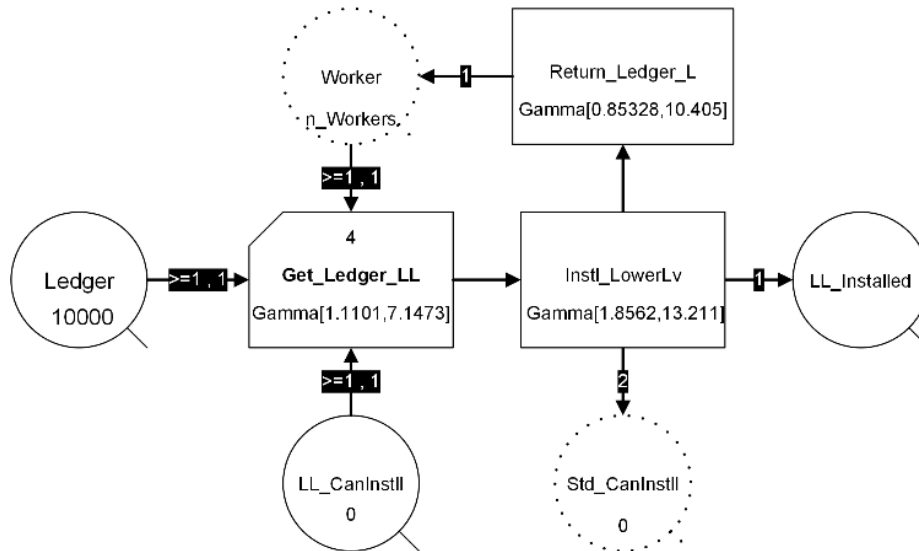 Worker
n_Workers
1
Return_Ledger_L
Gamma[0.85328,10.405]
>=1 , 1
Ledger
10000
>=1 , 1
4
Get_Ledger_LL
Gamma[1.1101,7.1473]
Instl_LowerLv
Gamma[1.8562,13.211]
1
LL_Installed
>=1 , 1
2
LL_CanInstll
0
Std_CanInstll
0